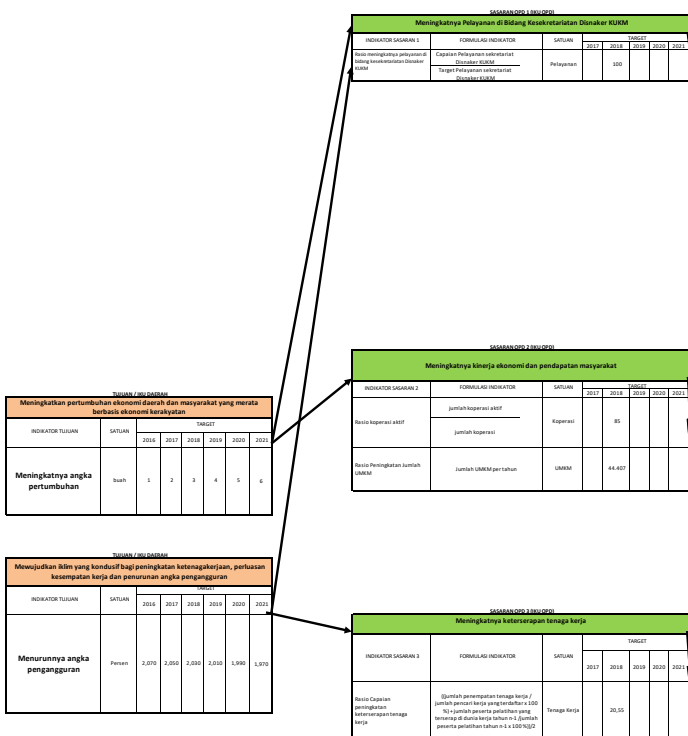 SASARAN OPD 1 (IKU OPD)
Meningkatnya Pelayanan di Bidang Kesekretariatan Disnaker KUKM
INDIKATOR SASARAN 1 FORMULASI INDIKATOR SATUAN TARGET
2017 2018 2019 2020 2021
Rasio meningkatnya pelayanan di
bidang kesekretariatan Disnaker
KUKM
Capaian Pelayanan sekretariat
Disnaker KUKM
Target Pelayanan sekretariat
Disnaker KUKM
Pelayanan 100
SASARAN OPD 2 (IKU OPD)
Meningkatnya kinerja ekonomi dan pendapatan masyarakat
INDIKATOR SASARAN 2 FORMULASI INDIKATOR SATUAN TARGET
2017 2018 2019 2020 2021
Rasio koperasi aktif
jumlah koperasi aktif
jumlah koperasi
Koperasi 85
Rasio Peningkatan Jumlah
UMKM
Jumlah UMKM per tahun UMKM 44.407
TUJUAN / IKU DAERAH
Meningkatkan pertumbuhan ekonomi daerah dan masyarakat yang merata
berbasis ekonomi kerakyatan
INDIKATOR TUJUAN SATUAN TARGET
2016 2017 2018 2019 2020 2021
Meningkatnya angka
pertumbuhan
buah 1 2 3 4 5 6
TUJUAN / IKU DAERAH
Mewujudkan iklim yang kondusif bagi peningkatan ketenagakerjaan, perluasan
kesempatan kerja dan penurunan angka pengangguran
INDIKATOR TUJUAN SATUAN TARGET
2016 2017 2018 2019 2020 2021
Menurunnya angka
pengangguran
Persen 2,070 2,050 2,030 2,010 1,990 1,970
SASARAN OPD 3 (IKU OPD)
Meningkatnya keterserapan tenaga kerja
INDIKATOR SASARAN 3 FORMULASI INDIKATOR SATUAN TARGET
2017 2018 2019 2020 2021
Rasio Capaian
peningkatan
keterserapan tenaga
kerja
((jumlah penempatan tenaga kerja /
jumlah pencari kerja yang terdaftar x 100
%) + jumlah peserta pelatihan yang
terserap di dunia kerja tahun n-1 /jumlah
peserta pelatihan tahun n-1 x 100 %))/2
Tenaga Kerja 20,55